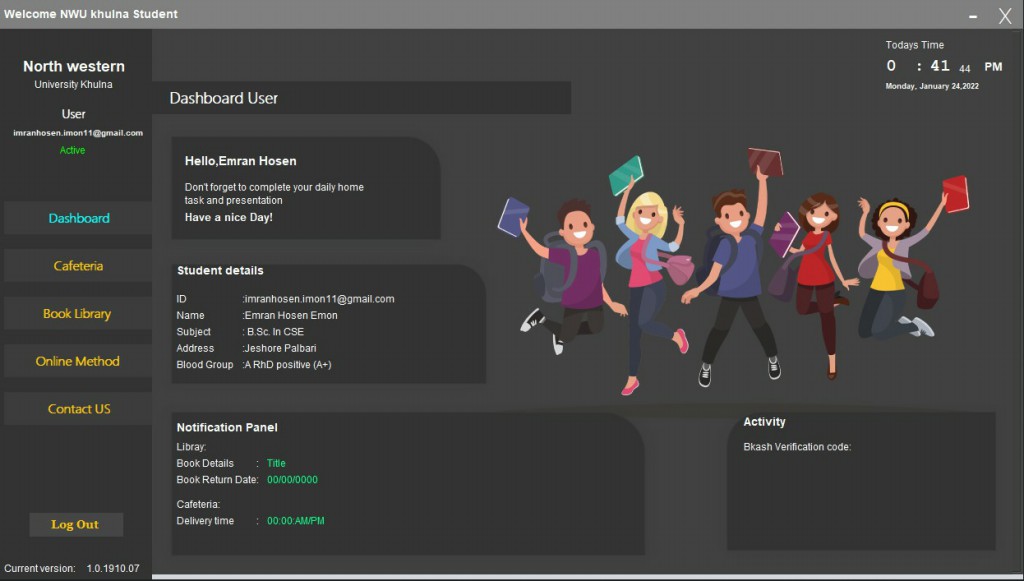 Welcome NWU khulna Student
– X
North western
University Khulna
User
imranhosen.imon11@gmail.com
Active
Dashboard
Cafeteria
Book Library
Online Method
Contact US
Log Out
Current version: 1.0.1910.07
Todays Time
0 : 41 44 PM
Monday, January 24,2022
Dashboard User
Hello,Emran Hosen
Don't forget to complete your daily home
task and presentation
Have a nice Day!
Student details
ID :imranhosen.imon11@gmail.com
Name :Emran Hosen Emon
Subject : B.Sc. In CSE
Address :Jeshore Palbari
Blood Group :A RhD positive (A+)
Notification Panel
Libray:
Book Details : Title
Book Return Date: 00/00/0000
Cafeteria:
Delivery time : 00:00:AM/PM
Activity
Bkash Verification code: